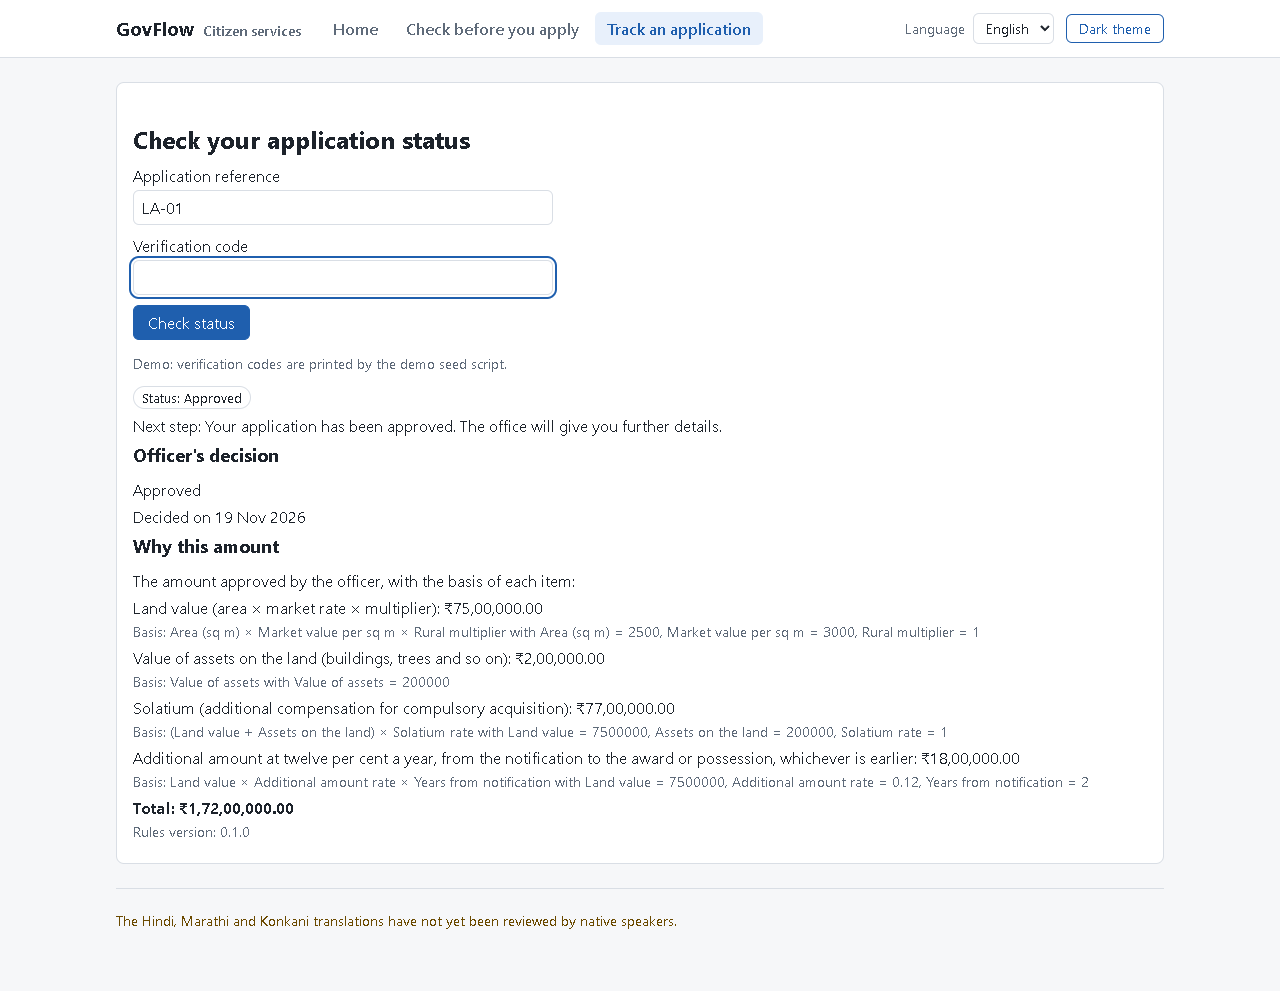 GovFlow Citizen services Home Check before you apply Track an application Language English Dark theme
Check your application status
Application reference
LA-01
Verification code
Check status
Demo: verification codes are printed by the demo seed script.
Status: Approved
Next step: Your application has been approved. The office will give you further details.
Officer's decision
Approved
Decided on 19 Nov 2026
Why this amount
The amount approved by the officer, with the basis of each item:
Land value (area × market rate × multiplier): ₹75,00,000.00
Basis: Area (sq m) × Market value per sq m × Rural multiplier with Area (sq m) = 2500, Market value per sq m = 3000, Rural multiplier = 1
Value of assets on the land (buildings, trees and so on): ₹2,00,000.00
Basis: Value of assets with Value of assets = 200000
Solatium (additional compensation for compulsory acquisition): ₹77,00,000.00
Basis: (Land value + Assets on the land) × Solatium rate with Land value = 7500000, Assets on the land = 200000, Solatium rate = 1
Additional amount at twelve per cent a year, from the notification to the award or possession, whichever is earlier: ₹18,00,000.00
Basis: Land value × Additional amount rate × Years from notification with Land value = 7500000, Additional amount rate = 0.12, Years from notification = 2
Total: ₹1,72,00,000.00
Rules version: 0.1.0
The Hindi, Marathi and Konkani translations have not yet been reviewed by native speakers.